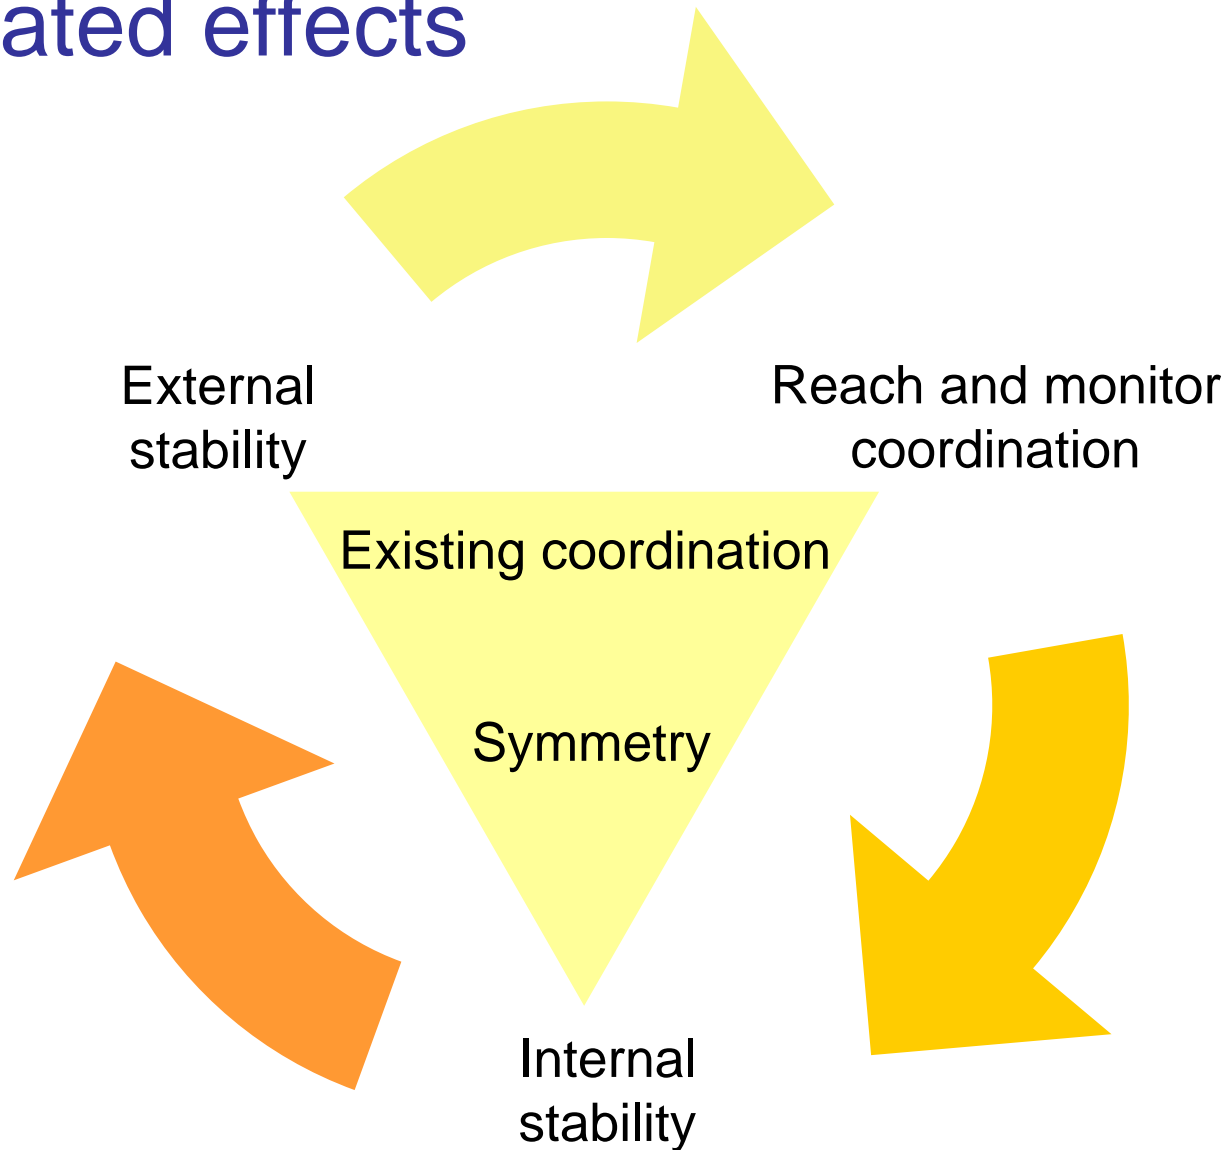 ated effects
External
stability
Reach and monitor
coordination
Existing coordination
Symmetry
Internal
stability